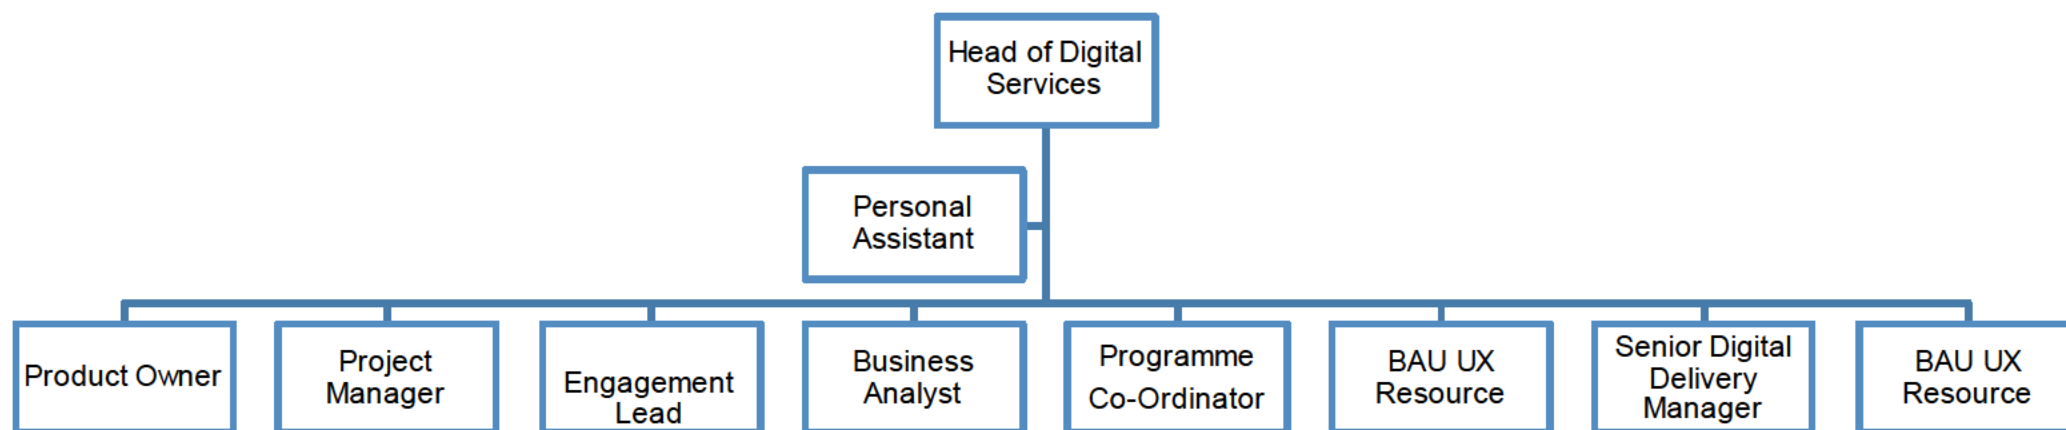 Head of Digital
Services
Personal
Assistant
Product Owner
Project
Manager
Engagement
Lead
Business
Analyst
Programme
Co-Ordinator
BAU UX
Resource
Senior Digital
Delivery
Manager
BAU UX
Resource